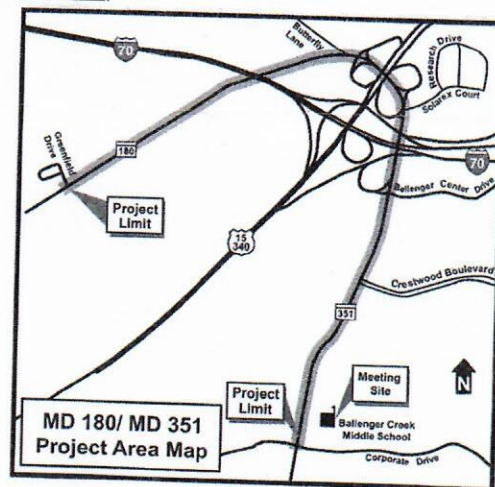 Butterfly
Lane
70
Research Drive
Solarex Court
Greenfield
Drive
180
70
Project
Limit
Ballenger Center Drive
15
340
Crestwood Boulevard
351
N
Project
Limit
Meeting
Site
MD 180/ MD 351
Project Area Map
Ballenger Creek
Middle School
Corporate Drive